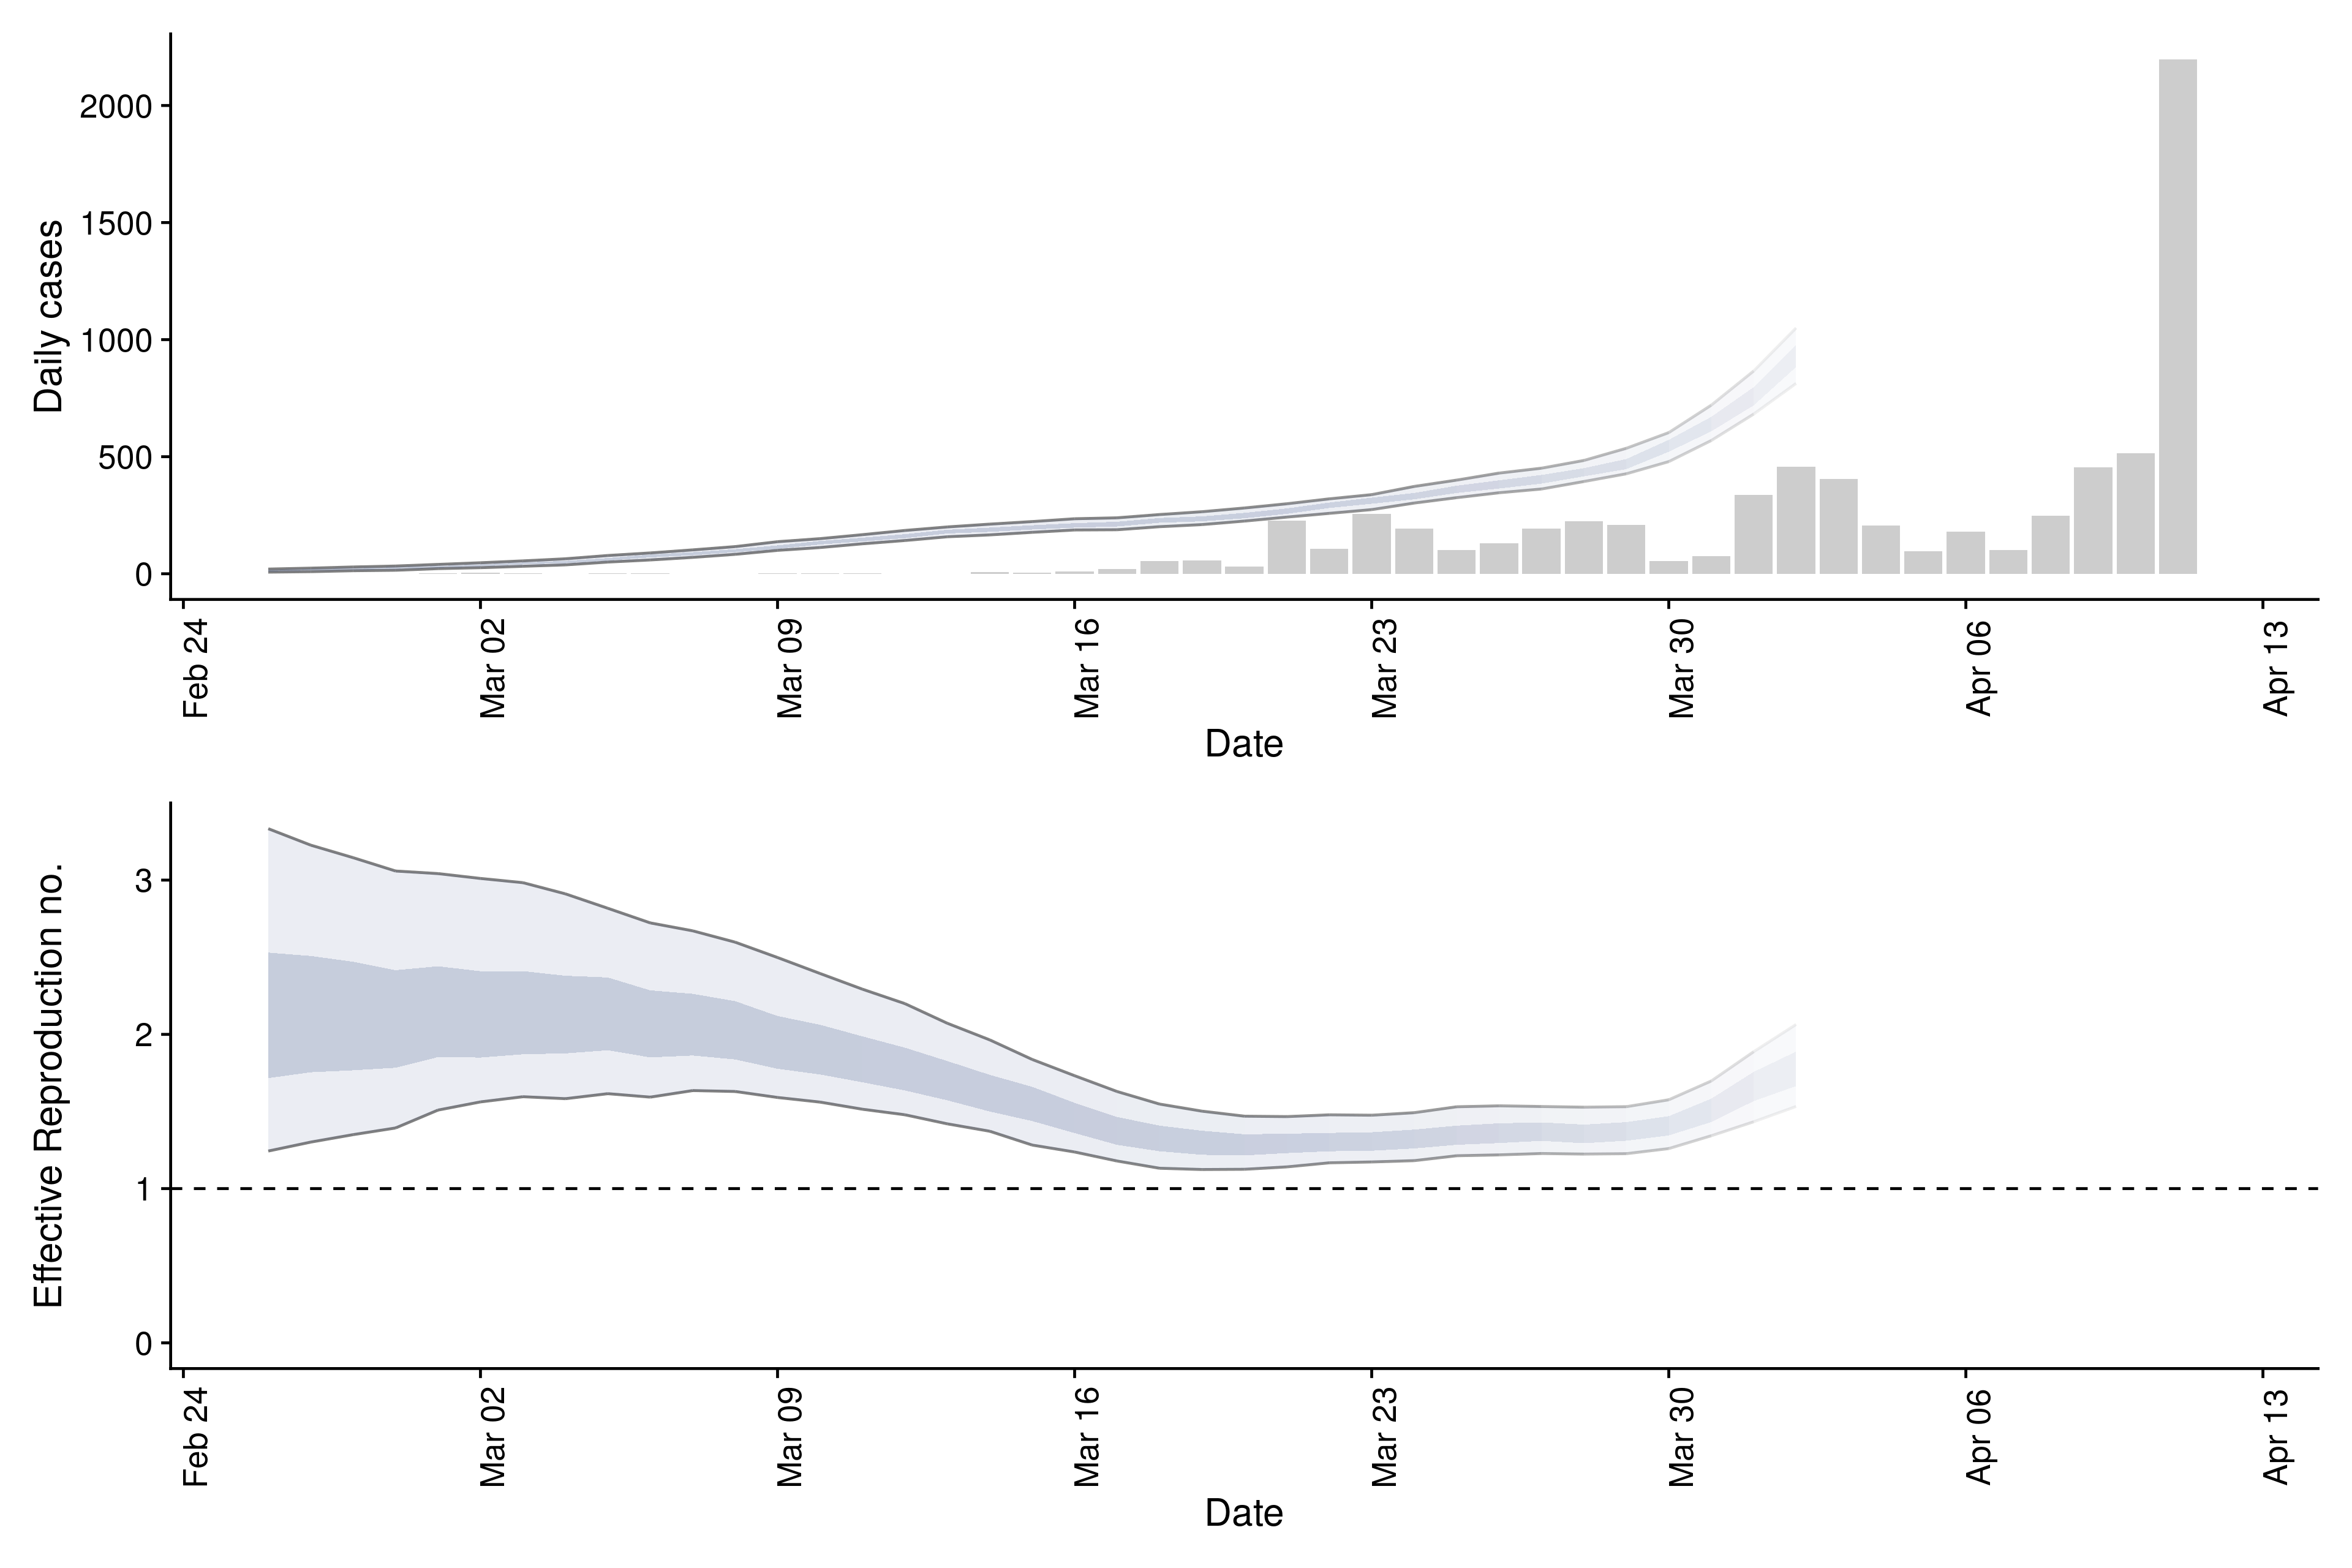 Daily cases
2000
1500
1000
500
0
Feb 24
Mar 02
Mar 09
Mar 16
Mar 23
Mar 30
Apr 06
Apr 13
Date
Effective Reproduction no.
3
2
1
0
Feb 24
Mar 02
Mar 09
Mar 16
Mar 23
Mar 30
Apr 06
Apr 13
Date